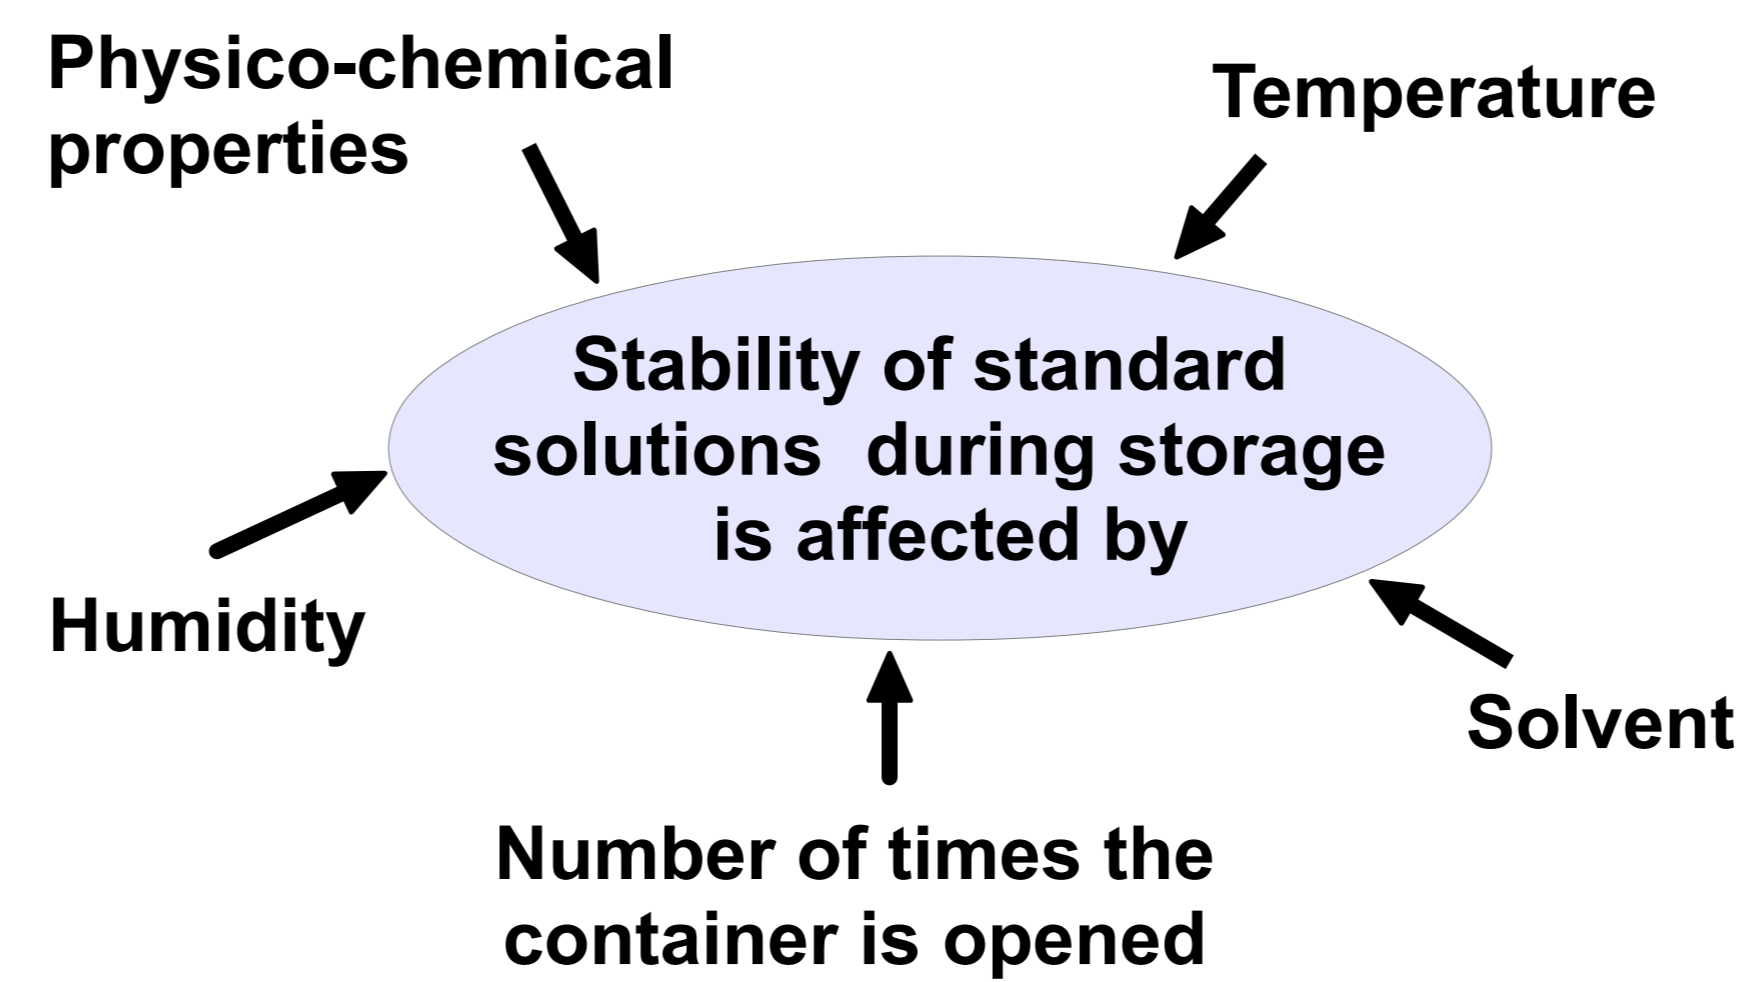 Physico-chemical
properties
Temperature
Stability of standard
solutions  during storage
is affected by
Humidity
Solvent
Number of times the
container is opened